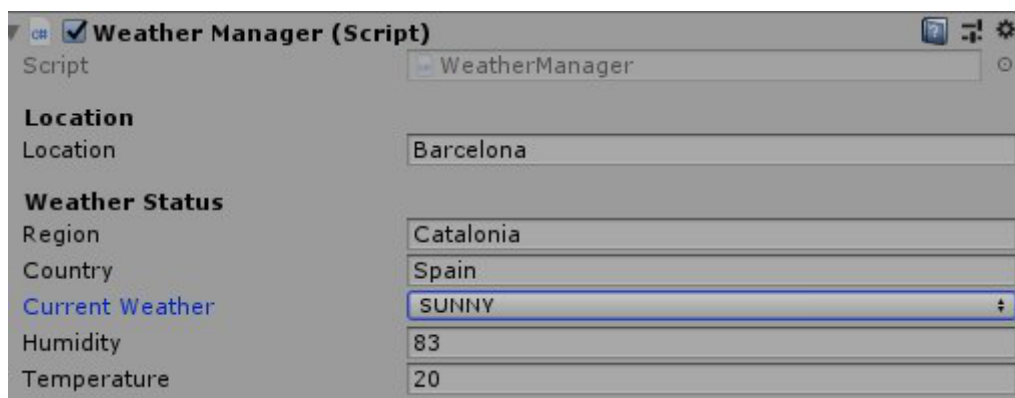 Weather Manager (Script)
Script WeatherManager
Location
Location Barcelona
Weather Status
Region Catalonia
Country Spain
Current Weather SUNNY
Humidity 83
Temperature 20